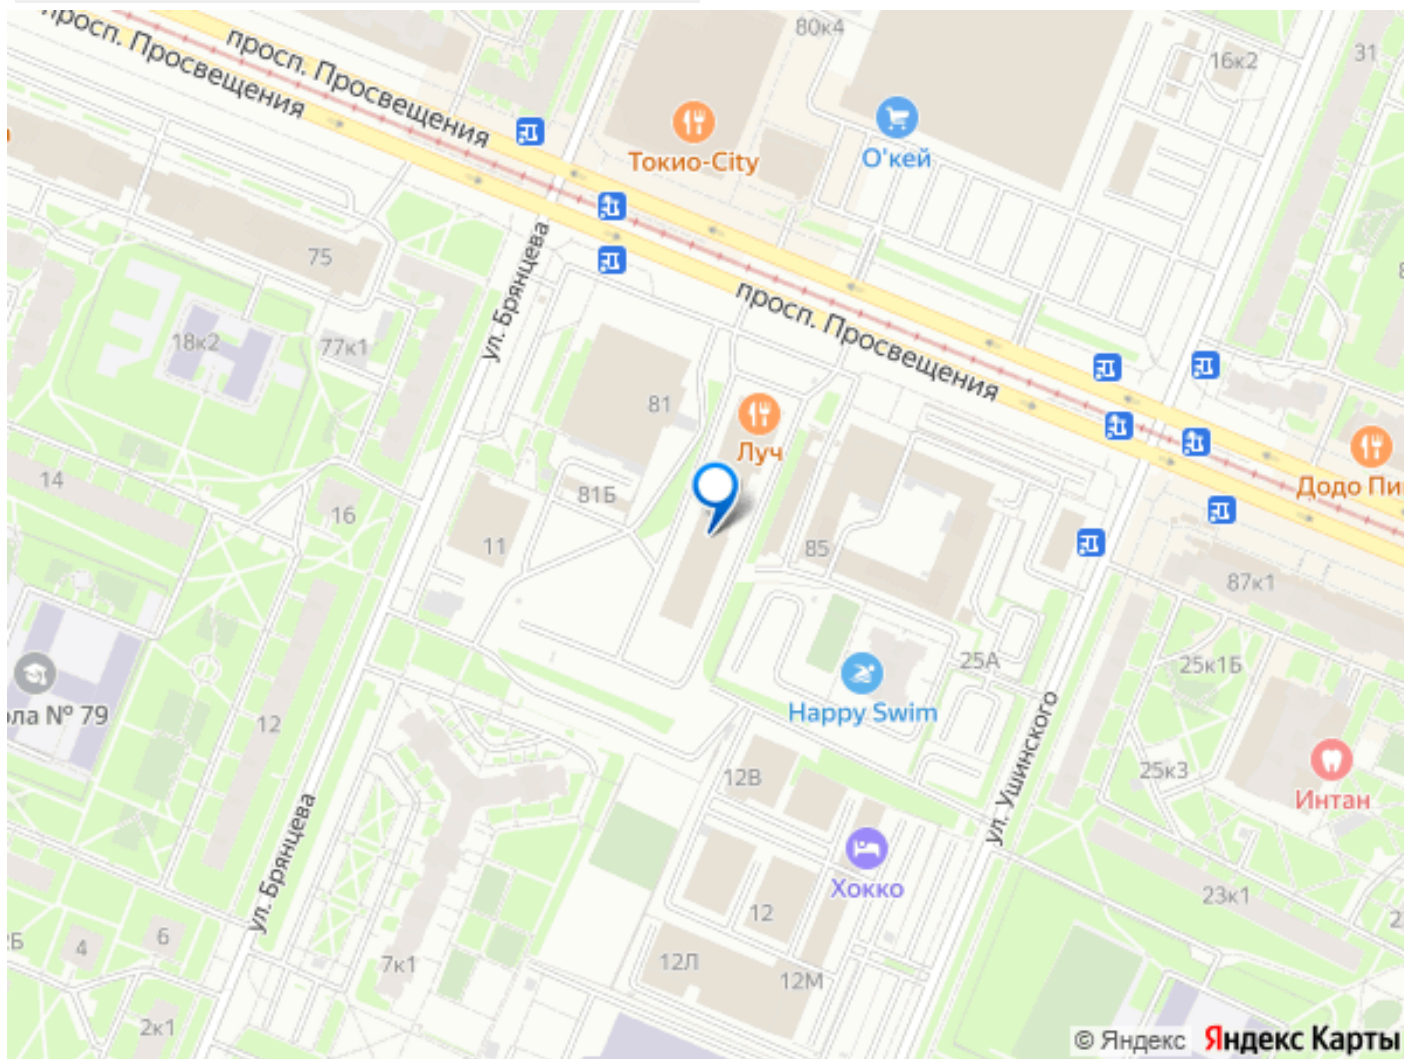 80к4
31
16к2
просп. Просвещения
просп. Просвещения
Токио-City
О'кей
ул. Брянцева
75
просп. Просвещения
18к2
77к1
81
Луч
Додо Пи
14
81Б
16
11
85
87к1
25А
25к1Б
ола № 79
12
Happy Swim
ул. Ушинского
12В
25к3
Интан
ул. Брянцева
Хокко
23к1
12
4
6
7к1
12Л
12М
2к1
© Яндекс Яндекс Карты